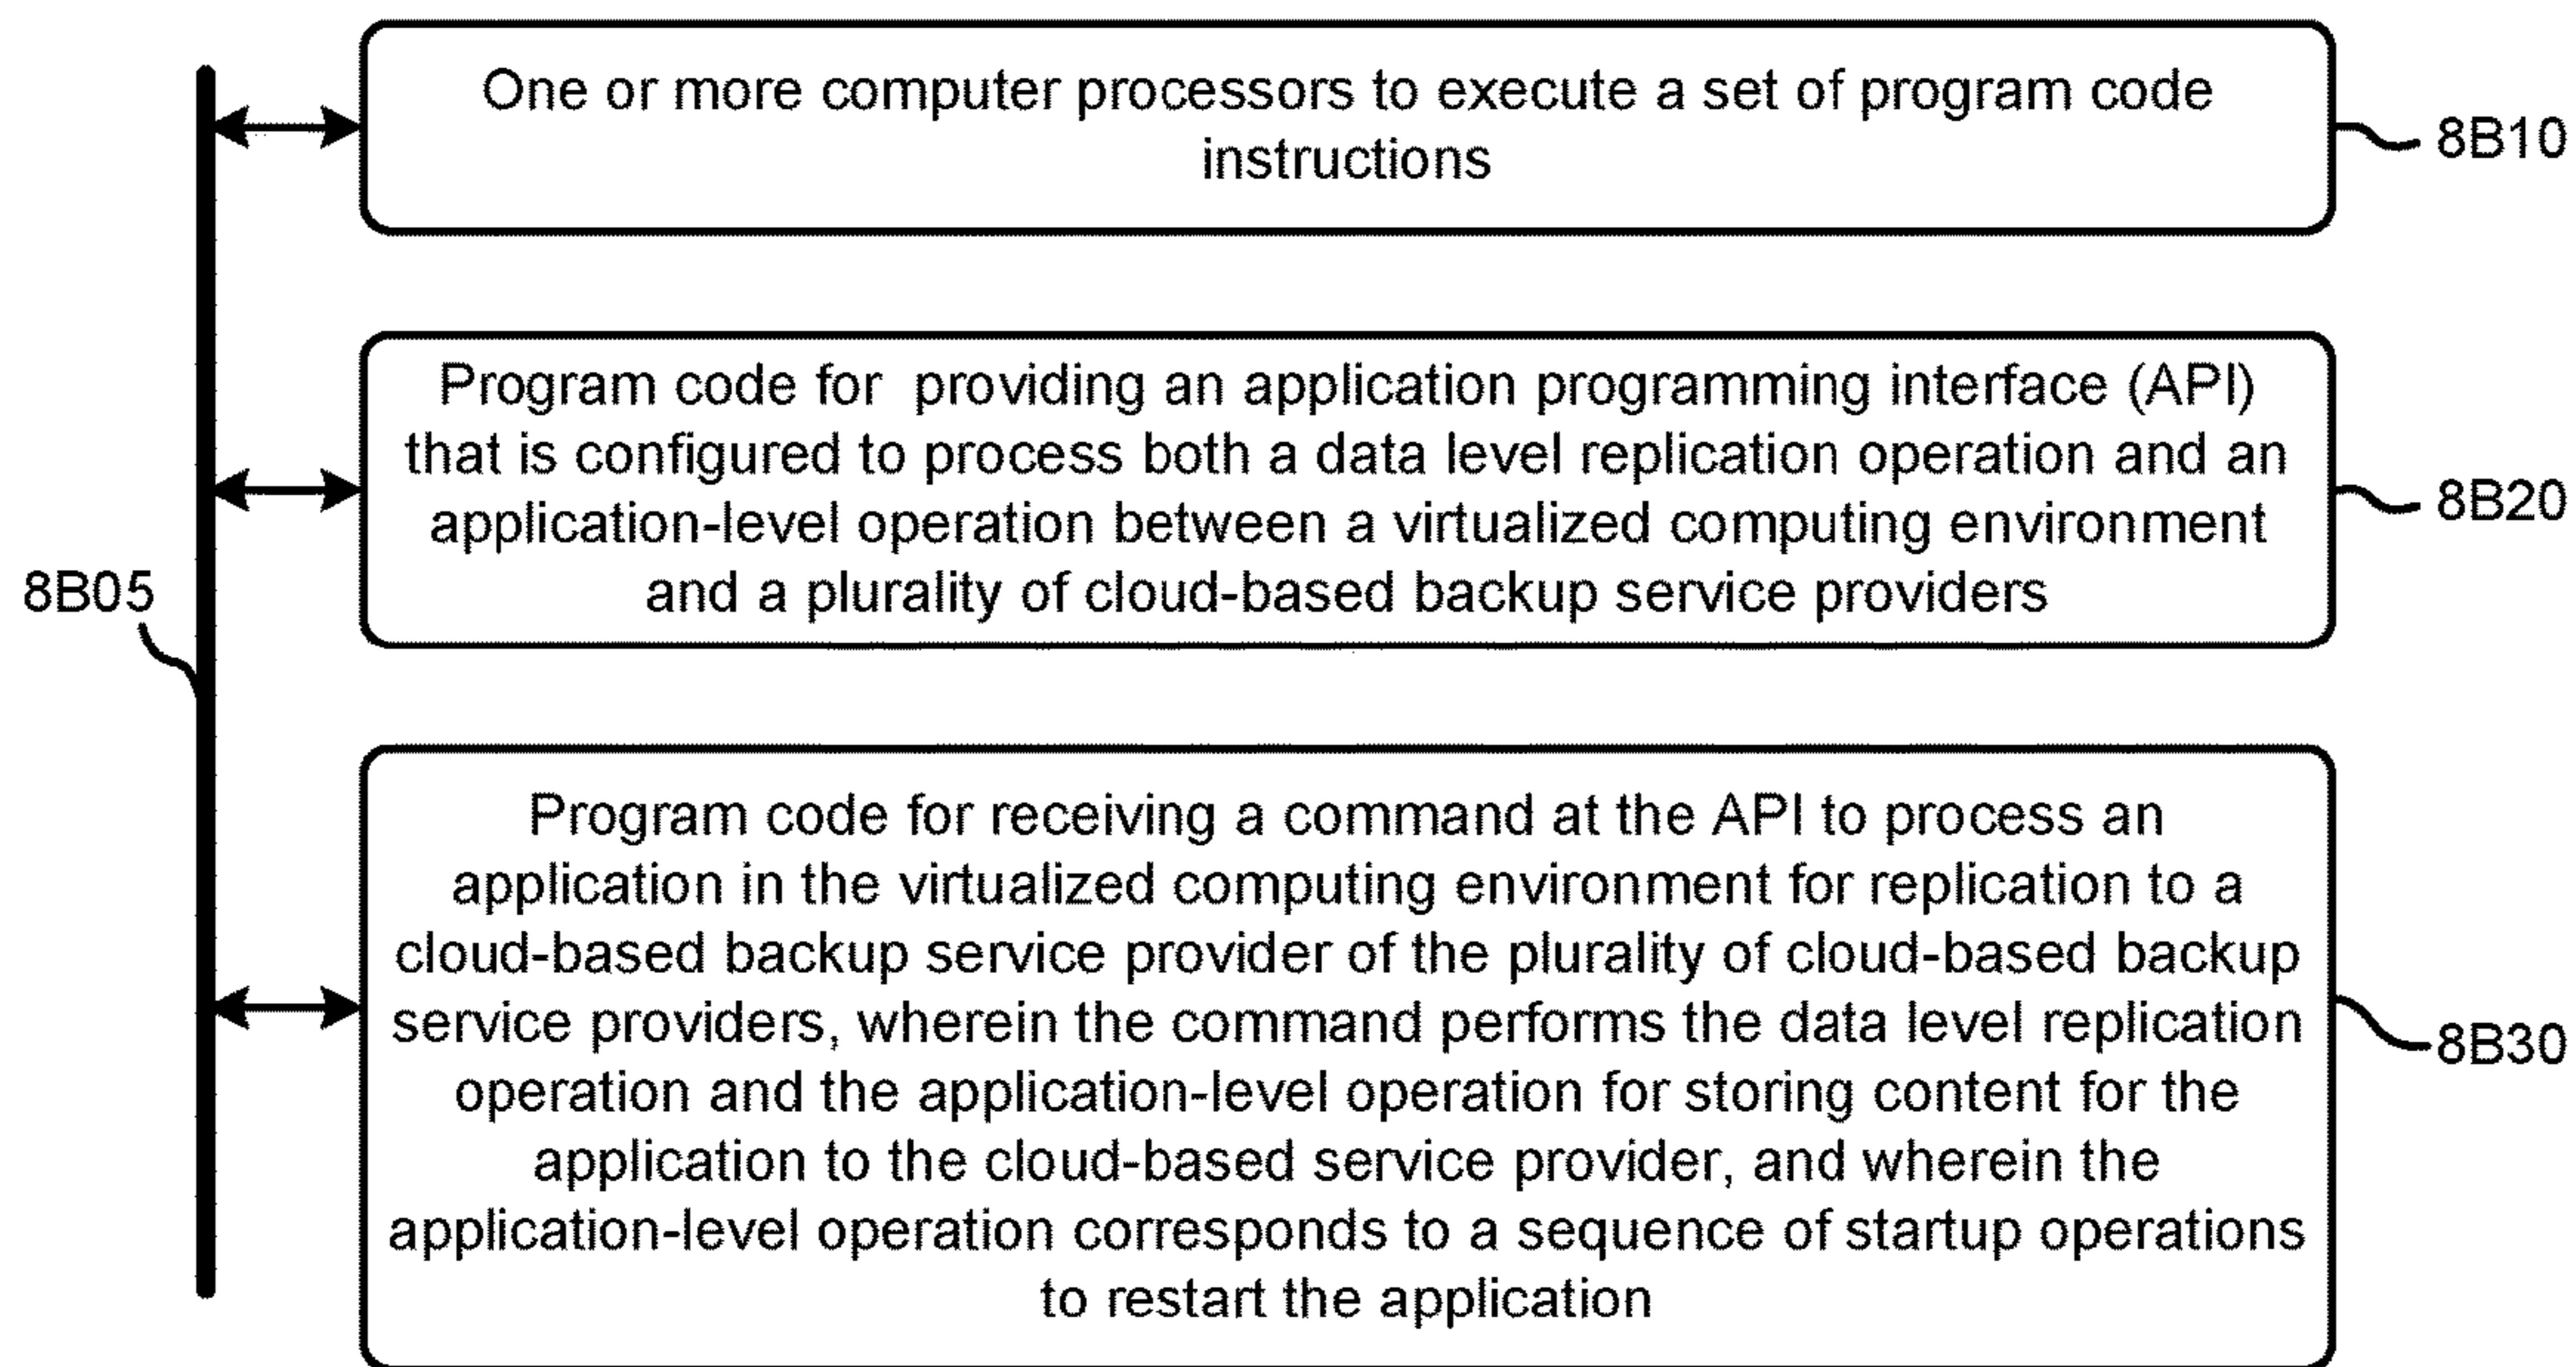 One or more computer processors to execute a set of program code
instructions
8B10
Program code for providing an application programming interface (API)
that is configured to process both a data level replication operation and an
application-level operation between a virtualized computing environment
and a plurality of cloud-based backup service providers
8B20
8B05
Program code for receiving a command at the API to process an
application in the virtualized computing environment for replication to a
cloud-based backup service provider of the plurality of cloud-based backup
service providers, wherein the command performs the data level replication
operation and the application-level operation for storing content for the
application to the cloud-based service provider, and wherein the
application-level operation corresponds to a sequence of startup operations
to restart the application
8B30